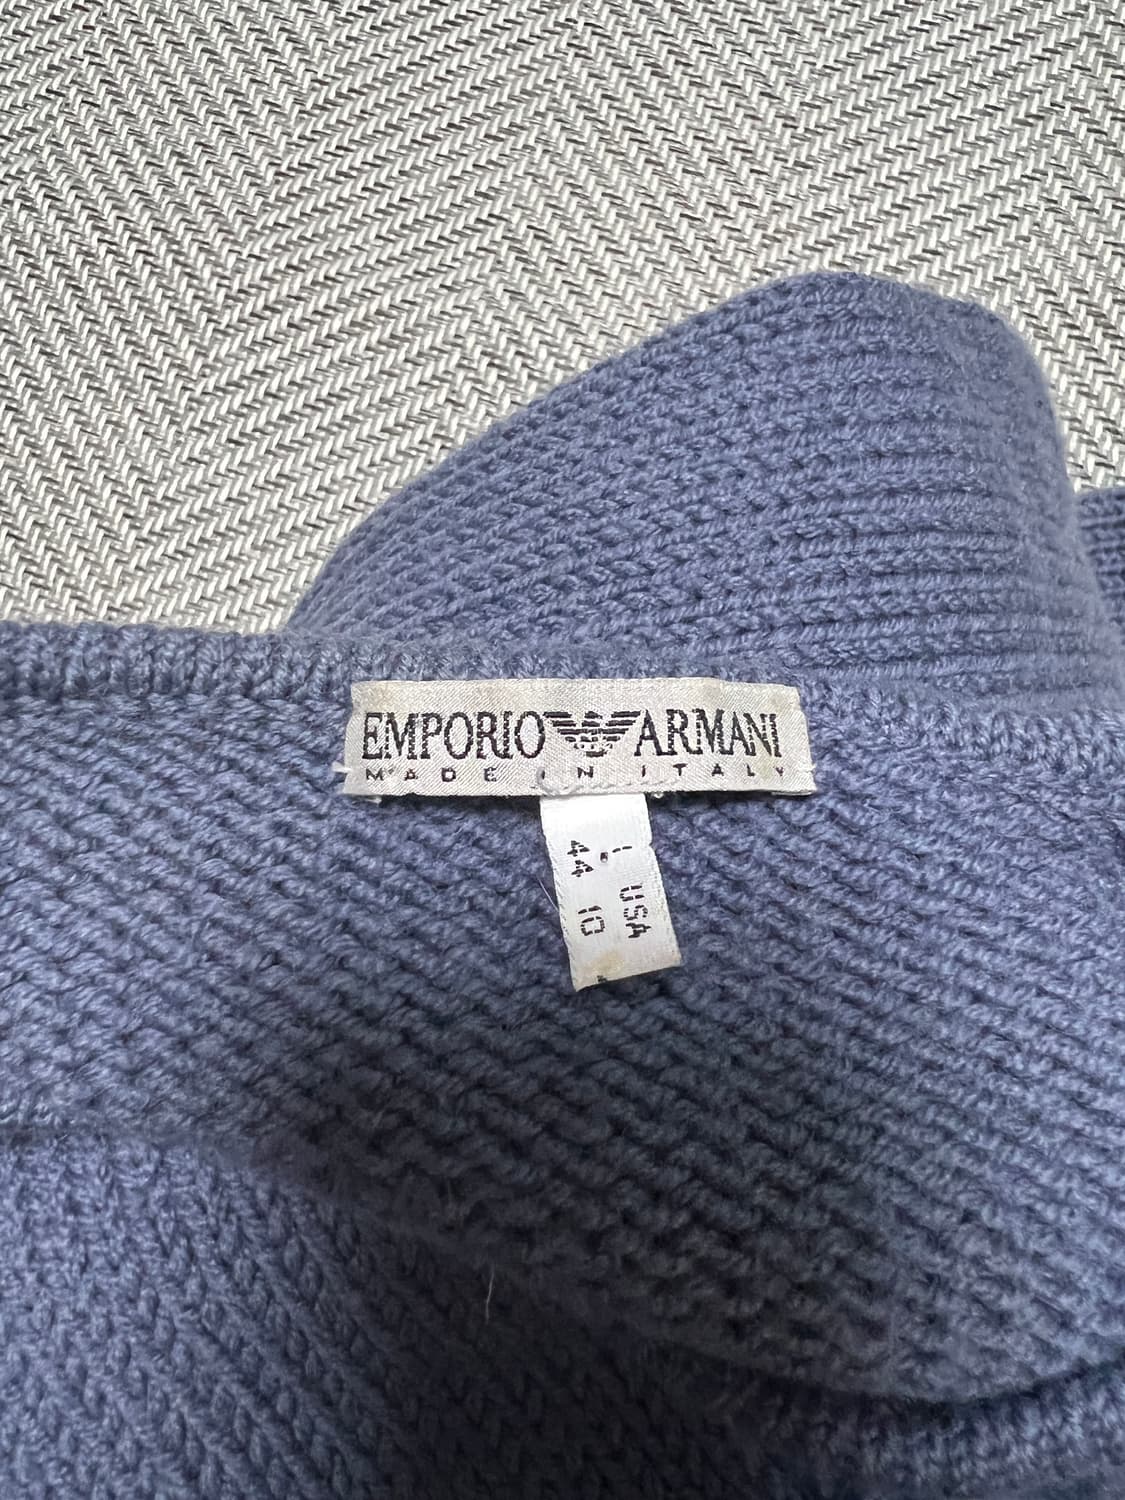 EMPORIO ARMANI
MADE IN ITALY
I USA
44 10